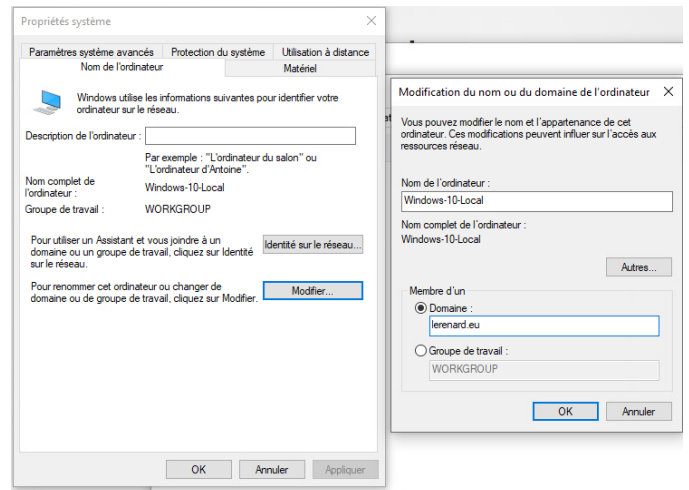 Propriétés système
Paramètres système avancés
Protection du système
Utilisation à distance
Nom de l'ordinateur
Matériel
Windows utilise les informations suivantes pour identifier votre
ordinateur sur le réseau.
Description de l'ordinateur :
Par exemple : "L'ordinateur du salon" ou
"L'ordinateur d'Antoine".
Nom complet de
l'ordinateur :
Windows-10-Local
Groupe de travail :
WORKGROUP
Pour utiliser un Assistant et vous joindre à un
domaine ou un groupe de travail, cliquez sur Identité
sur le réseau.
Identité sur le réseau...
Pour renommer cet ordinateur ou changer de
domaine ou de groupe de travail, cliquez sur Modifier.
Modifier...
OK
Annuler
Appliquer
Modification du nom ou du domaine de l'ordinateur
Vous pouvez modifier le nom et l'appartenance de cet
ordinateur. Ces modifications peuvent influer sur l'accès aux
ressources réseau.
Nom de l'ordinateur :
Windows-10-Local
Nom complet de l'ordinateur :
Windows-10-Local
Autres...
Membre d'un
Domaine :
lerenard.eu
Groupe de travail :
WORKGROUP
OK
Annuler